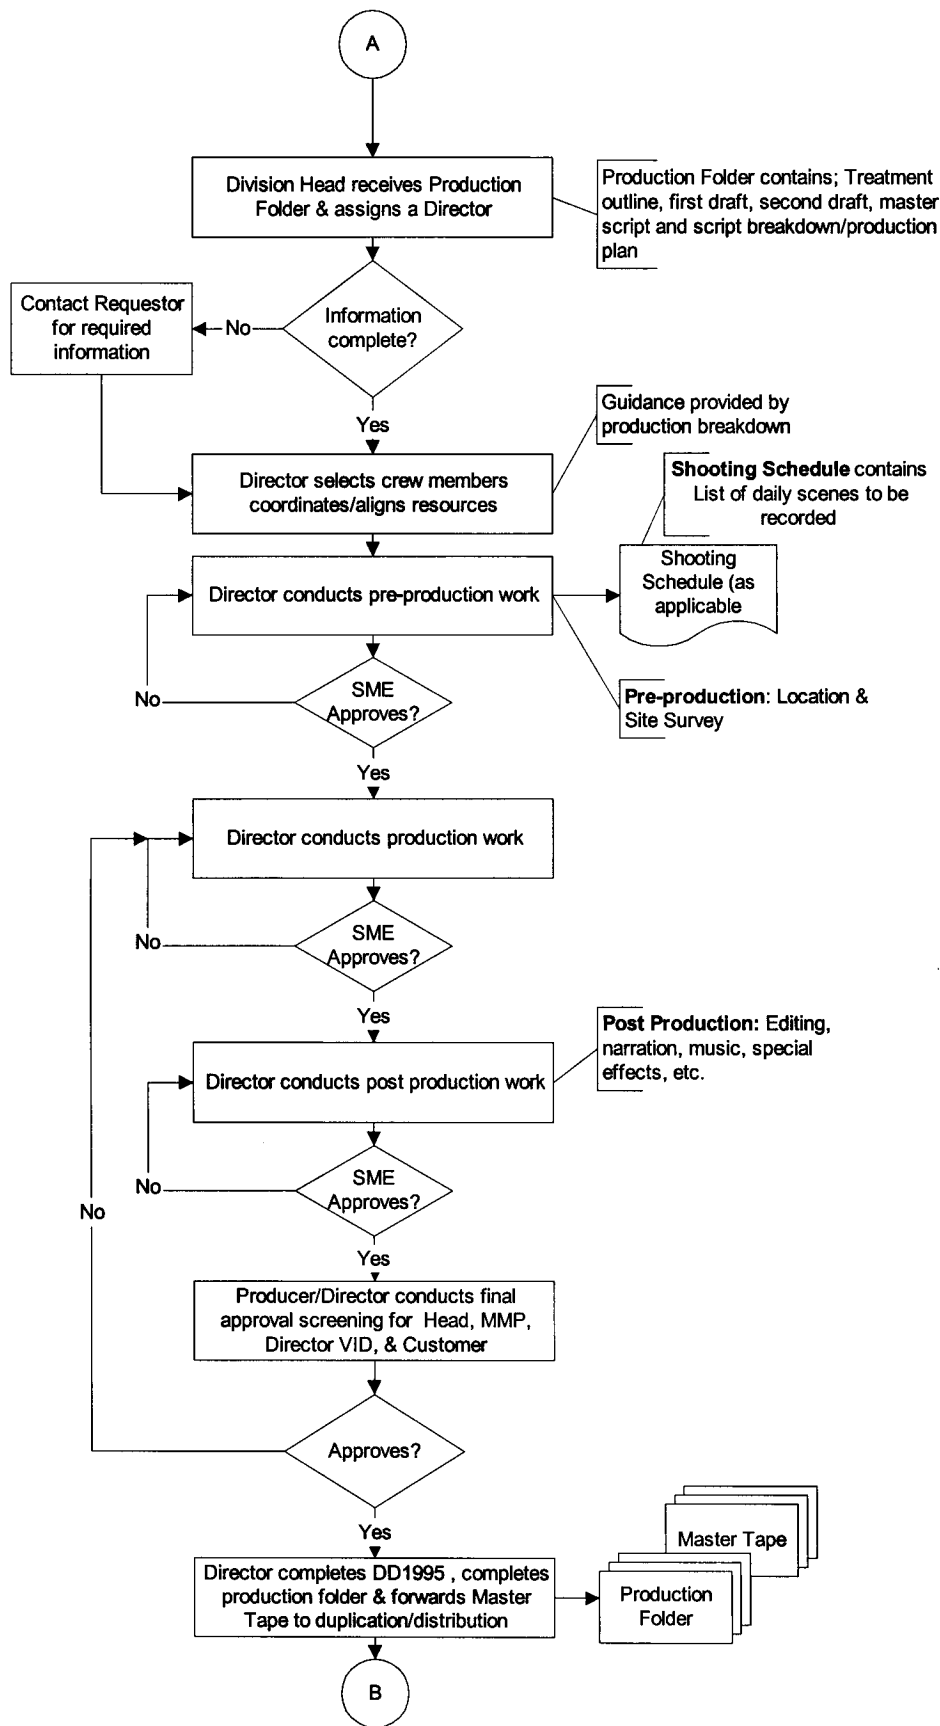 A
Division Head receives Production
Folder & assigns a Director
Production Folder contains; Treatment
outline, first draft, second draft, master
script and script breakdown/production
plan
Information
complete?
No
Contact Requestor
for required
information
Yes
Guidance provided by
production breakdown
Director selects crew members
coordinates/aligns resources
Shooting Schedule contains
List of daily scenes to be
recorded
Shooting
Schedule (as
applicable
Director conducts pre-production work
No
SME
Approves?
Pre-production: Location &
Site Survey
Yes
Director conducts production work
No
SME
Approves?
Yes
Post Production: Editing,
narration, music, special
effects, etc.
Director conducts post production work
No
SME
Approves?
No
Yes
Producer/Director conducts final
approval screening for Head, MMP,
Director VID, & Customer
Approves?
Yes
Master Tape
Director completes DD1995 , completes
production folder & forwards Master
Tape to duplication/distribution
Production
Folder
B